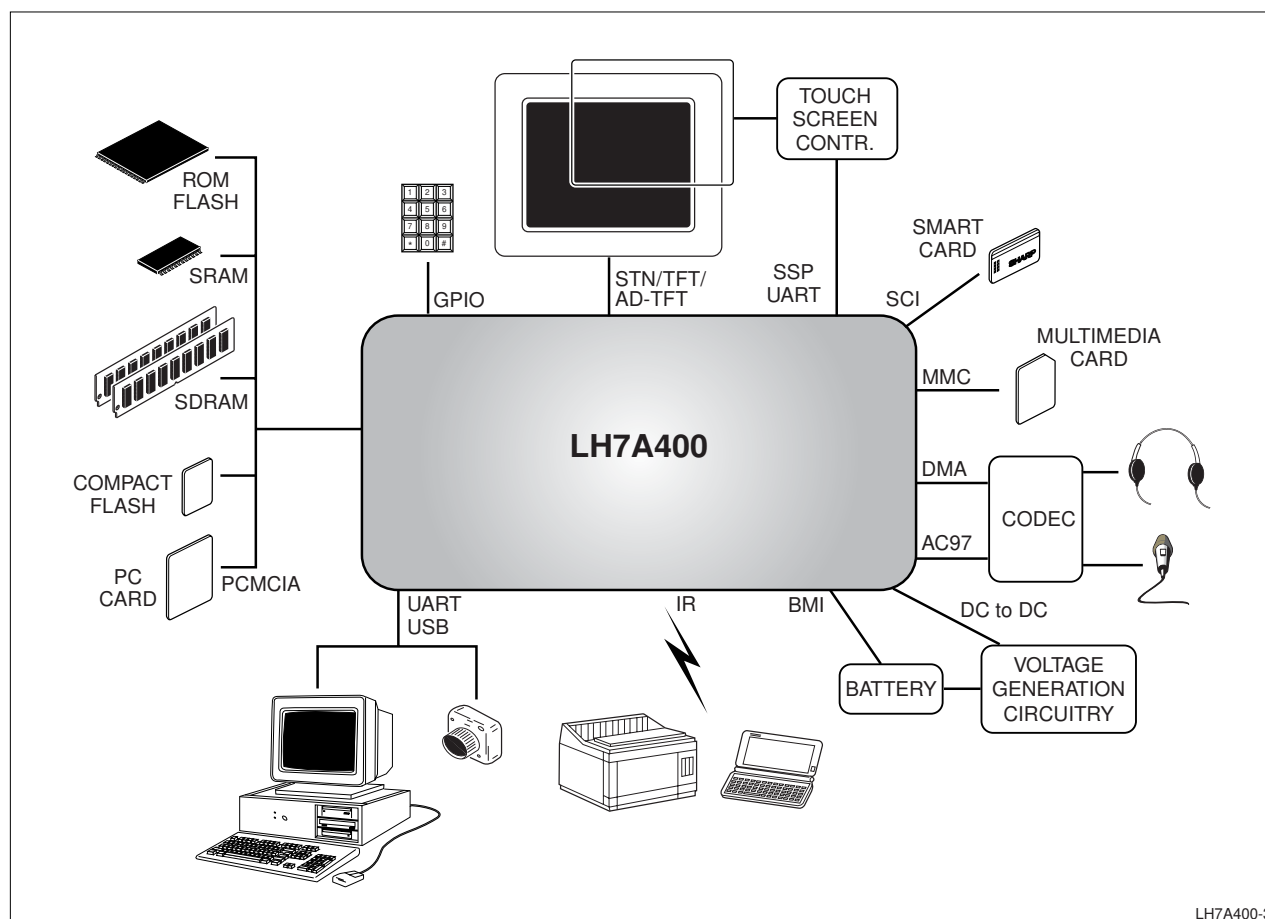 TOUCH
SCREEN
CONTR.
ROM
FLASH
1 2 3
4 5 6
7 8 9
* 0 #
SMART
CARD
SHARP
SRAM
GPIO
STN/TFT/
AD-TFT
SSP
UART
SCI
MULTIMEDIA
CARD
MMC
SDRAM
LH7A400
DMA
COMPACT
FLASH
CODEC
AC97
PC
CARD
PCMCIA
UART
USB
IR
BMI
DC to DC
BATTERY
VOLTAGE
GENERATION
CIRCUITRY